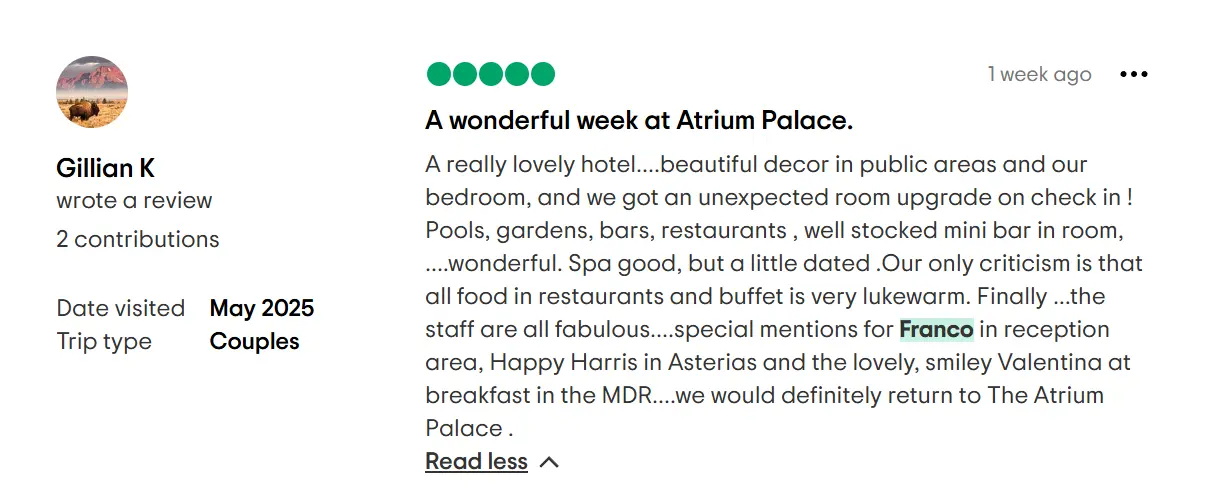 1 week ago
A wonderful week at Atrium Palace.
Gillian K
wrote a review
2 contributions
Date visited May 2025
Trip type Couples
A really lovely hotel....beautiful decor in public areas and our
bedroom, and we got an unexpected room upgrade on check in !
Pools, gardens, bars, restaurants , well stocked mini bar in room,
....wonderful. Spa good, but a little dated .Our only criticism is that
all food in restaurants and buffet is very lukewarm. Finally ...the
staff are all fabulous....special mentions for Franco in reception
area, Happy Harris in Asterias and the lovely, smiley Valentina at
breakfast in the MDR....we would definitely return to The Atrium
Palace .
Read less